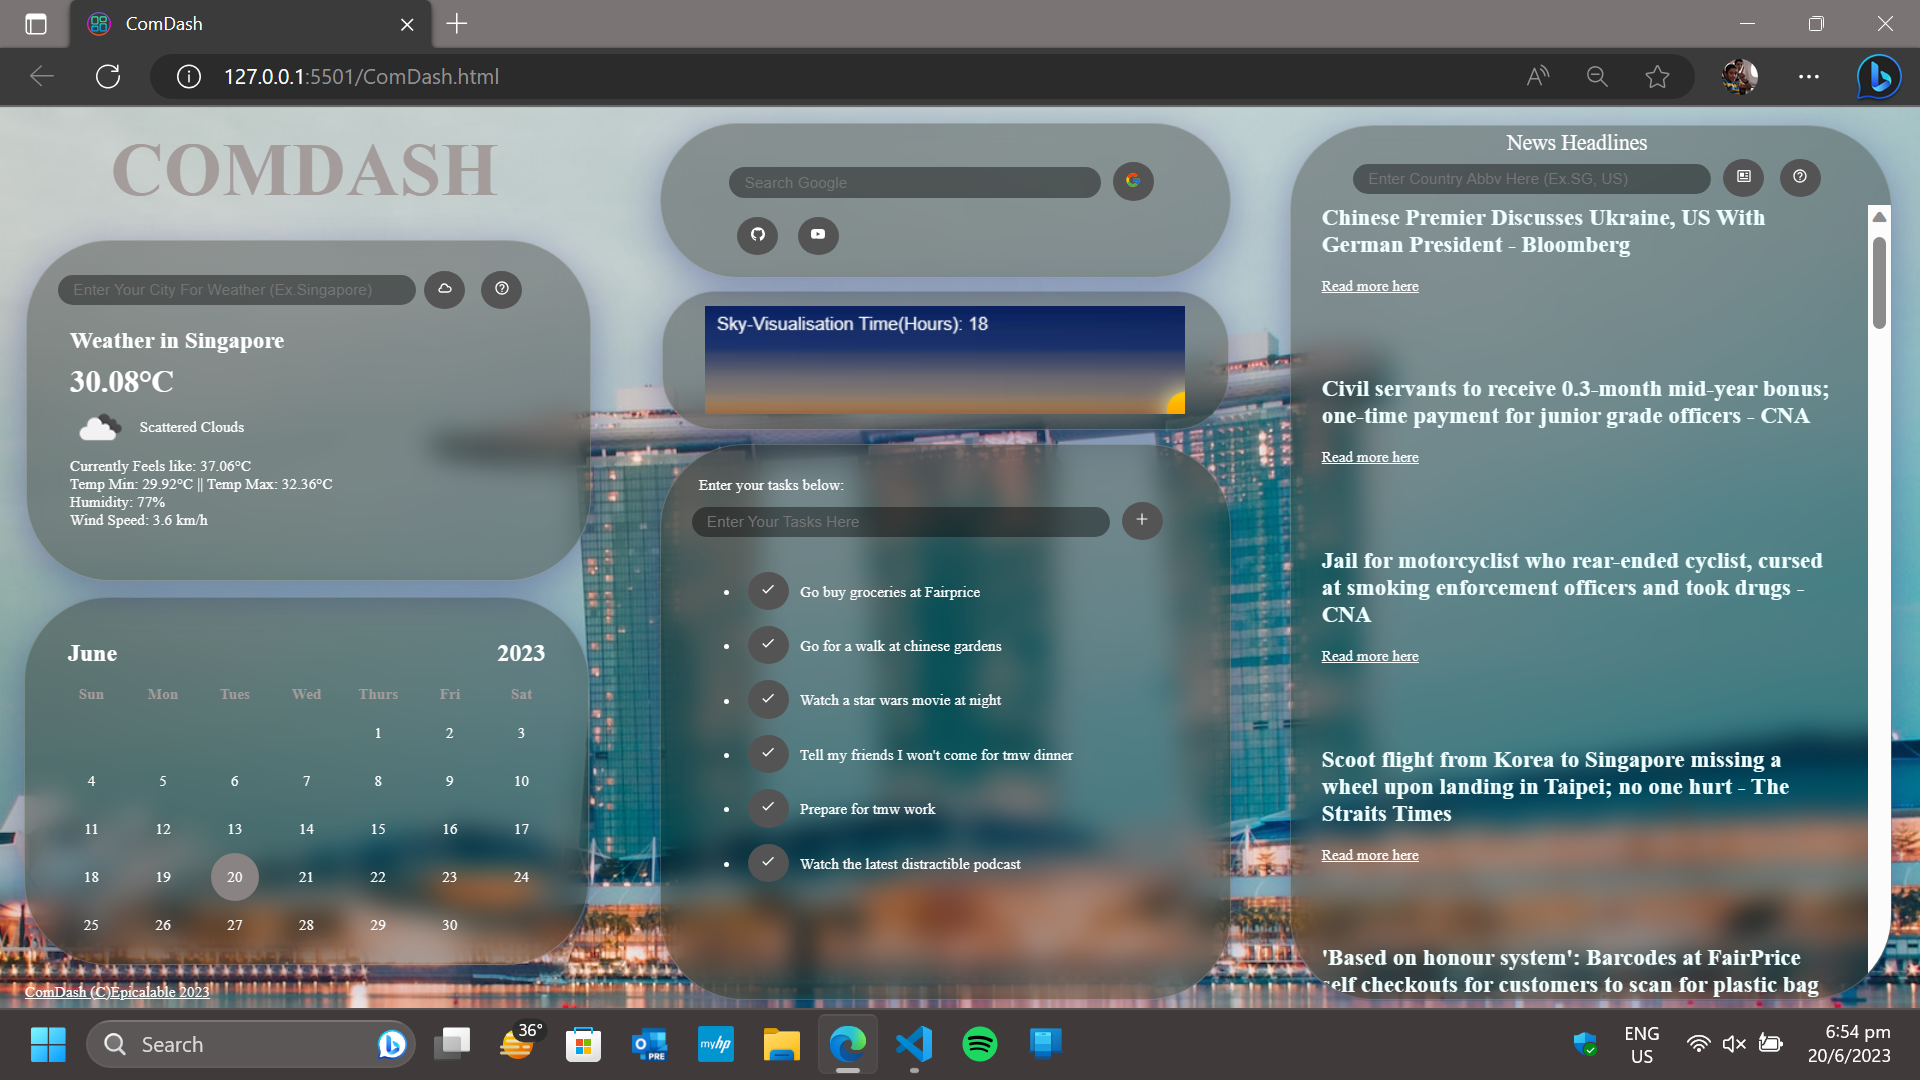 ComDash
127.0.0.1:5501/ComDash.html
COMDASH
Enter Your City For Weather (Ex.Singapore)
Weather in Singapore
30.08°C
Scattered Clouds
Currently Feels like: 37.06°C
Temp Min: 29.92°C || Temp Max: 32.36°C
Humidity: 77%
Wind Speed: 3.6 km/h
June 2023
Sun Mon Tues Wed Thurs Fri Sat
1 2 3
4 5 6 7 8 9 10
11 12 13 14 15 16 17
18 19 20 21 22 23 24
25 26 27 28 29 30
ComDash (C)Epicalable 2023
Search Google
Sky-Visualisation Time(Hours): 18
Enter your tasks below:
Enter Your Tasks Here
Go buy groceries at Fairprice
Go for a walk at chinese gardens
Watch a star wars movie at night
Tell my friends I won't come for tmw dinner
Prepare for tmw work
Watch the latest distractible podcast
News Headlines
Enter Country Abbv Here (Ex.SG, US)
Chinese Premier Discusses Ukraine, US With
German President - Bloomberg
Read more here
Civil servants to receive 0.3-month mid-year bonus;
one-time payment for junior grade officers - CNA
Read more here
Jail for motorcyclist who rear-ended cyclist, cursed
at smoking enforcement officers and took drugs -
CNA
Read more here
Scoot flight from Korea to Singapore missing a
wheel upon landing in Taipei; no one hurt - The
Straits Times
Read more here
'Based on honour system': Barcodes at FairPrice
self checkouts for customers to scan for plastic bag
Search
36°
PRE
myhp
ENG
US
6:54 pm
20/6/2023